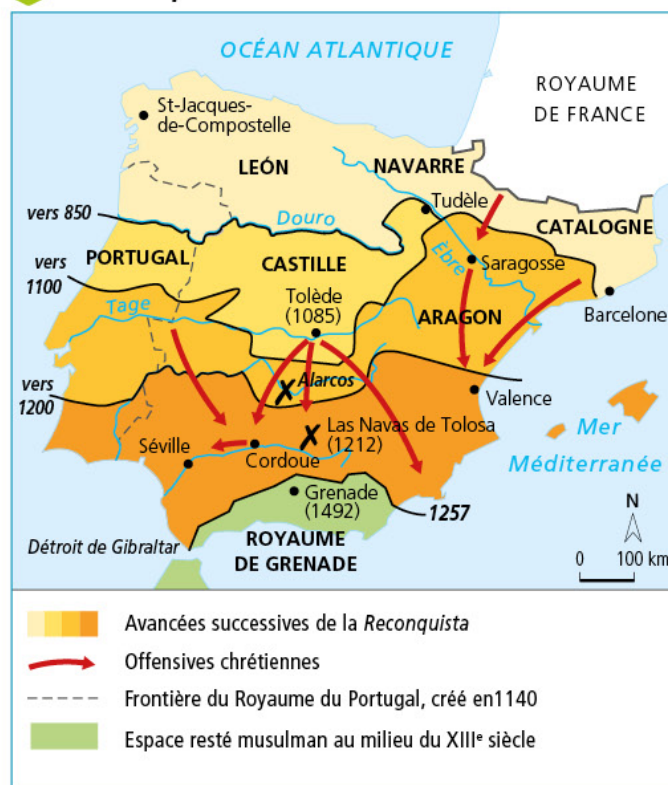 OCÉAN ATLANTIQUE
ROYAUME
DE FRANCE
St-Jacques-
de-Compostelle
LEÓN
NAVARRE
Tudèle
vers 850
Douro
CATALOGNE
PORTUGAL
CASTILLE
Èbre
Saragosse
vers
1100
Tage
Tolède
(1085)
ARAGON
Barcelone
Alarcos
vers
1200
Valence
Las Navas de Tolosa
(1212)
Mer
Méditerranée
Séville
Cordoue
Grenade
(1492)
1257
N
Détroit de Gibraltar
ROYAUME
DE GRENADE
0 100 km
Avancées successives de la Reconquista
Offensives chrétiennes
Frontière du Royaume du Portugal, créé en1140
Espace resté musulman au milieu du XIIIe siècle